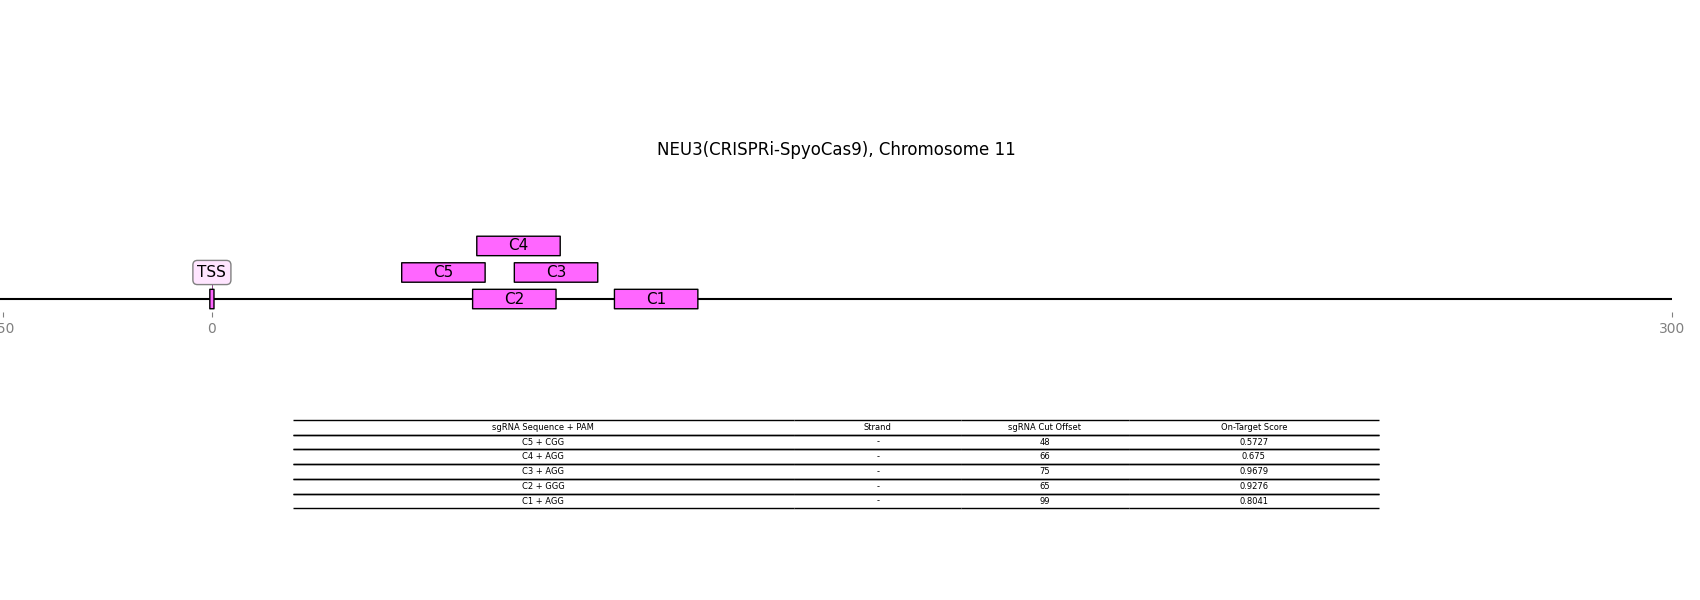 NEU3(CRISPRi-SpyoCas9), Chromosome 11
C4
TSS C5 C3
C2 C1
50 0 300
sgRNA Sequence + PAM Strand sgRNA Cut Offset On-Target Score
C5 + CGG - 48 0.5727
C4 + AGG - 66 0.675
C3 + AGG - 75 0.9679
C2 + GGG - 65 0.9276
C1 + AGG - 99 0.8041